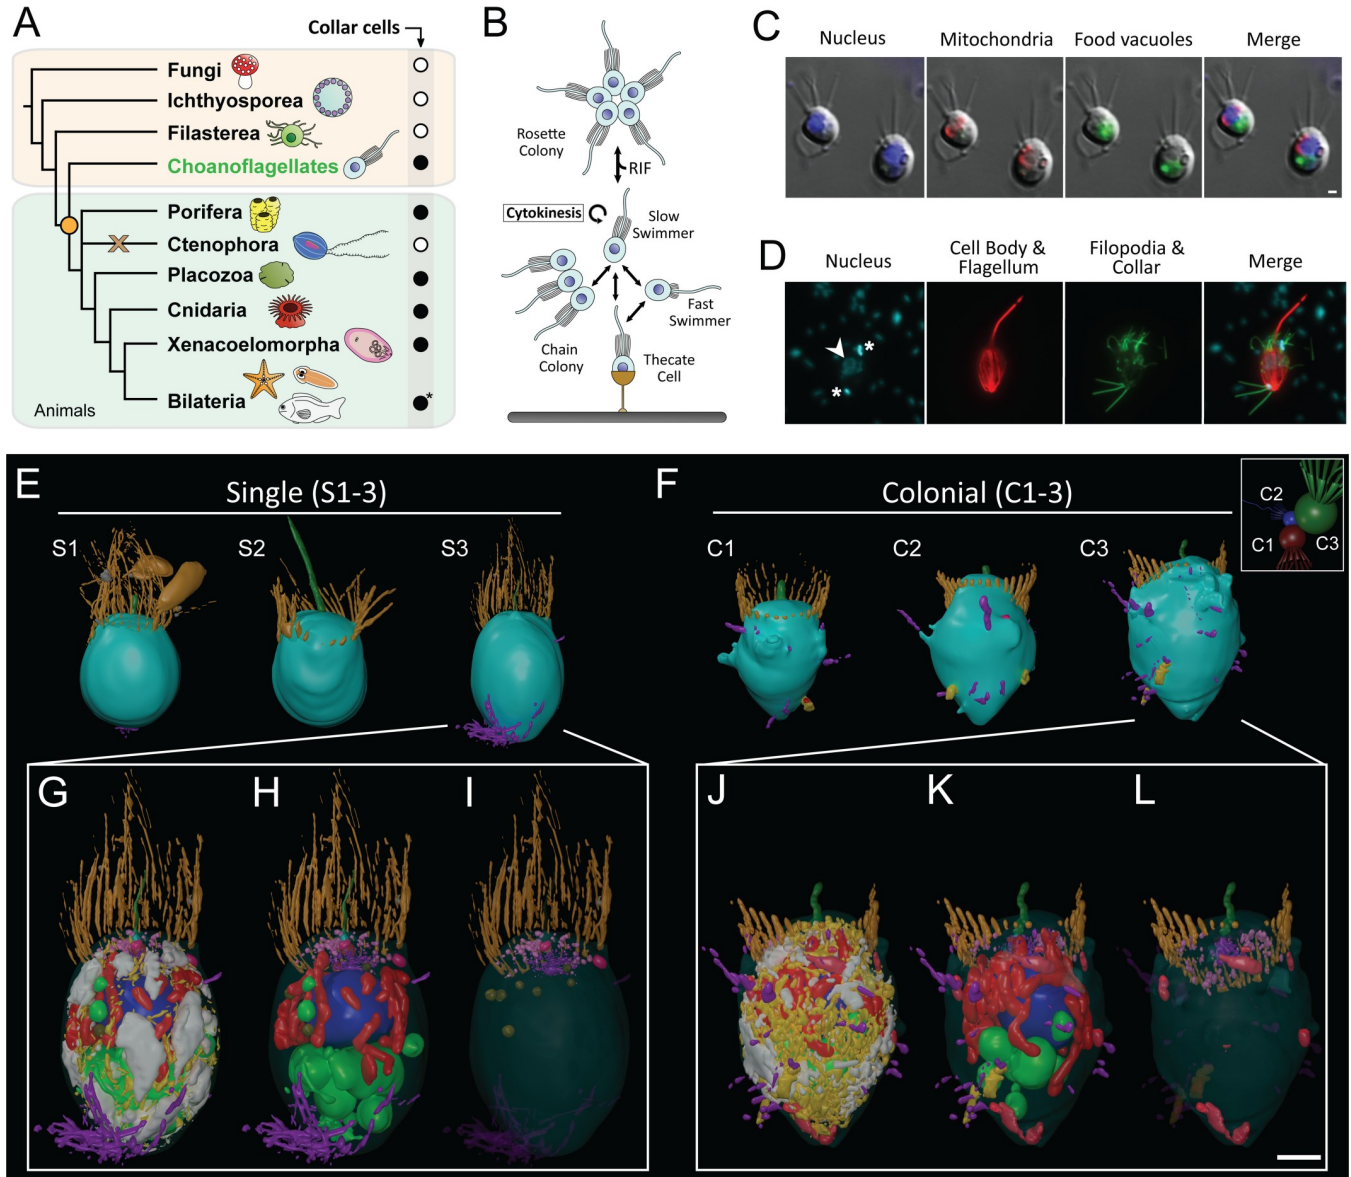 A
Collar cells
Fungi
Ichthyosporea
Filasterea
Choanoflagellates
Porifera
Ctenophora
Placozoa
Cnidaria
Xenacoelomorpha
Bilateria
*
Animals
B
Rosette
Colony
RIF
Cytokinesis
Slow
Swimmer
Fast
Swimmer
Chain
Colony
Thecate
Cell
C
Nucleus
Mitochondria
Food vacuoles
Merge
D
Nucleus
Cell Body &
Flagellum
Filopodia &
Collar
Merge
*
*
E
Single (S1-3)
S1
S2
S3
F
Colonial (C1-3)
C1
C2
C3
C2
C1
C3
G
H
I
J
K
L